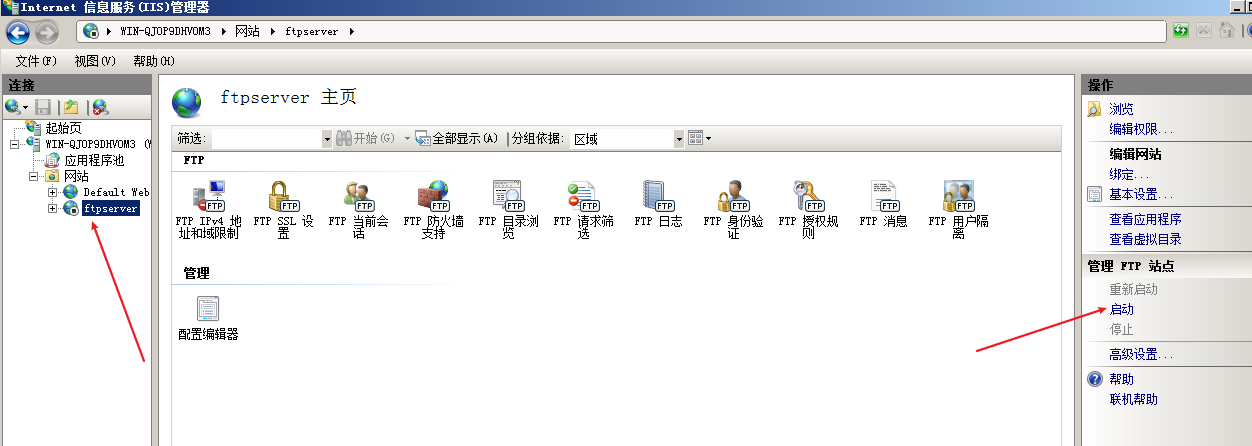 Internet 信息服务(IIS)管理器
WIN-QJOP9DHVOM3 网站 ftpserver
文件(F) 视图(V) 帮助(H)
连接
起始页
WIN-QJOP9DHVOM3 (W
应用程序池
网站
Default Web
ftpserver
ftpserver 主页
筛选: 开始(G) 全部显示(A) 分组依据: 区域
FTP
FTP IPv4 地
址和域限制
FTP SSL 设
置
FTP 当前会
话
FTP 防火墙
支持
FTP 目录浏
览
FTP 请求筛
选
FTP 日志
FTP 身份验
证
FTP 授权规
则
FTP 消息
FTP 用户隔
离
管理
配置编辑器
操作
浏览
编辑权限...
编辑网站
绑定...
基本设置...
查看应用程序
查看虚拟目录
管理 FTP 站点
重新启动
启动
停止
高级设置...
帮助
联机帮助